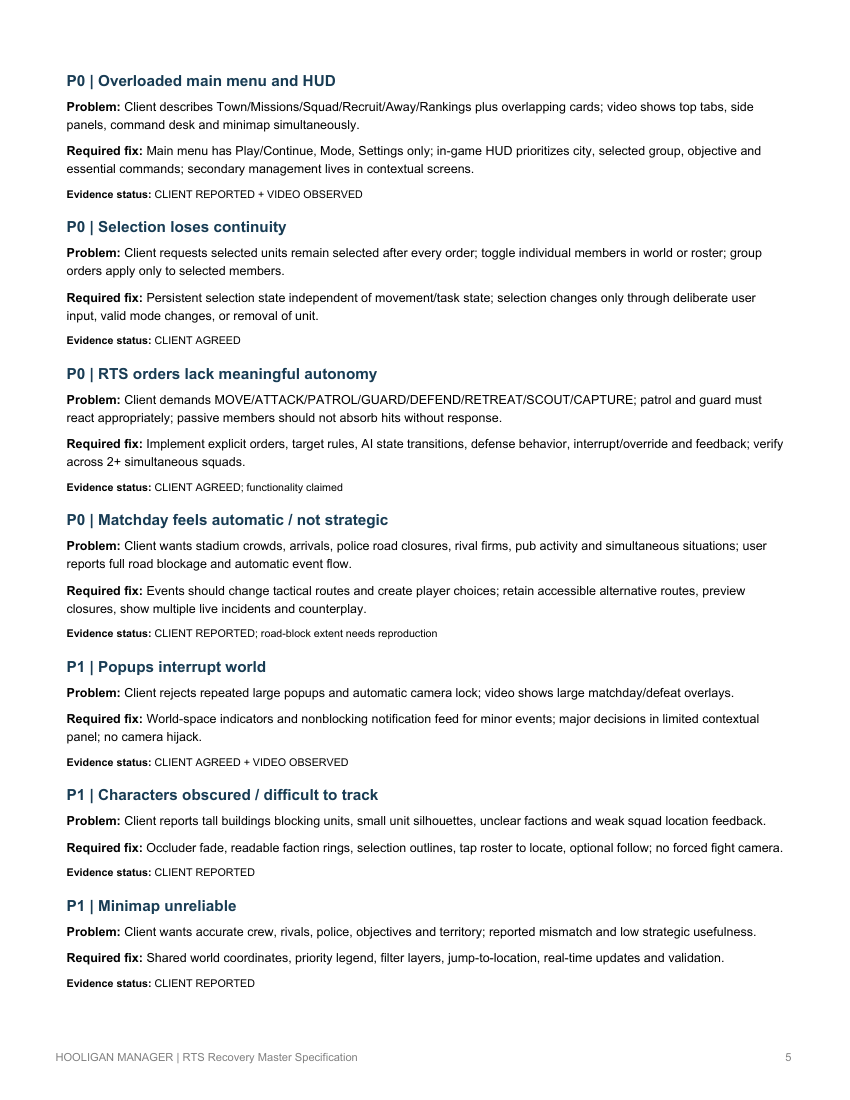 P0 | Overloaded main menu and HUD
Problem: Client describes Town/Missions/Squad/Recruit/Away/Rankings plus overlapping cards; video shows top tabs, side
panels, command desk and minimap simultaneously.
Required fix: Main menu has Play/Continue, Mode, Settings only; in-game HUD prioritizes city, selected group, objective and
essential commands; secondary management lives in contextual screens.
Evidence status: CLIENT REPORTED + VIDEO OBSERVED
P0 | Selection loses continuity
Problem: Client requests selected units remain selected after every order; toggle individual members in world or roster; group
orders apply only to selected members.
Required fix: Persistent selection state independent of movement/task state; selection changes only through deliberate user
input, valid mode changes, or removal of unit.
Evidence status: CLIENT AGREED
P0 | RTS orders lack meaningful autonomy
Problem: Client demands MOVE/ATTACK/PATROL/GUARD/DEFEND/RETREAT/SCOUT/CAPTURE; patrol and guard must
react appropriately; passive members should not absorb hits without response.
Required fix: Implement explicit orders, target rules, AI state transitions, defense behavior, interrupt/override and feedback; verify
across 2+ simultaneous squads.
Evidence status: CLIENT AGREED; functionality claimed
P0 | Matchday feels automatic / not strategic
Problem: Client wants stadium crowds, arrivals, police road closures, rival firms, pub activity and simultaneous situations; user
reports full road blockage and automatic event flow.
Required fix: Events should change tactical routes and create player choices; retain accessible alternative routes, preview
closures, show multiple live incidents and counterplay.
Evidence status: CLIENT REPORTED; road-block extent needs reproduction
P1 | Popups interrupt world
Problem: Client rejects repeated large popups and automatic camera lock; video shows large matchday/defeat overlays.
Required fix: World-space indicators and nonblocking notification feed for minor events; major decisions in limited contextual
panel; no camera hijack.
Evidence status: CLIENT AGREED + VIDEO OBSERVED
P1 | Characters obscured / difficult to track
Problem: Client reports tall buildings blocking units, small unit silhouettes, unclear factions and weak squad location feedback.
Required fix: Occluder fade, readable faction rings, selection outlines, tap roster to locate, optional follow; no forced fight camera.
Evidence status: CLIENT REPORTED
P1 | Minimap unreliable
Problem: Client wants accurate crew, rivals, police, objectives and territory; reported mismatch and low strategic usefulness.
Required fix: Shared world coordinates, priority legend, filter layers, jump-to-location, real-time updates and validation.
Evidence status: CLIENT REPORTED
HOOLIGAN MANAGER | RTS Recovery Master Specification
5